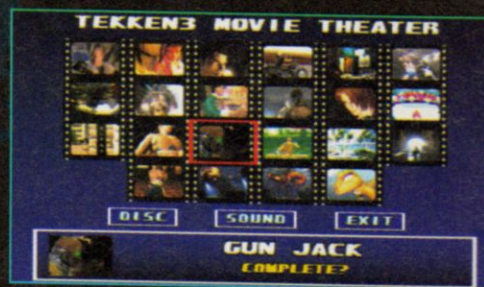 TEKKEN3 MOVIE THEATER
DISC SOUND EXIT
GUN JACK
COMPLETE?